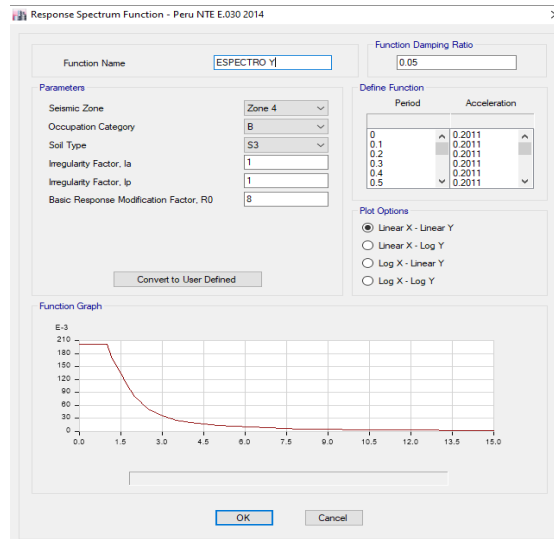 Response Spectrum Function - Peru NTE E.030 2014
Function Name
ESPECTRO Y
Function Damping Ratio
0.05
Parameters
Seismic Zone
Zone 4
Occupation Category
B
Soil Type
S3
Irregularity Factor, Ia
1
Irregularity Factor, Ip
1
Basic Response Modification Factor, R0
8
Convert to User Defined
Define Function
Period Acceleration
0 0.2011
0.1 0.2011
0.2 0.2011
0.3 0.2011
0.4 0.2011
0.5 0.2011
Plot Options
Linear X - Linear Y
Linear X - Log Y
Log X - Linear Y
Log X - Log Y
Function Graph
E-3
210
180
150
120
90
60
30
0
0.0 1.5 3.0 4.5 6.0 7.5 9.0 10.5 12.0 13.5 15.0
OK Cancel